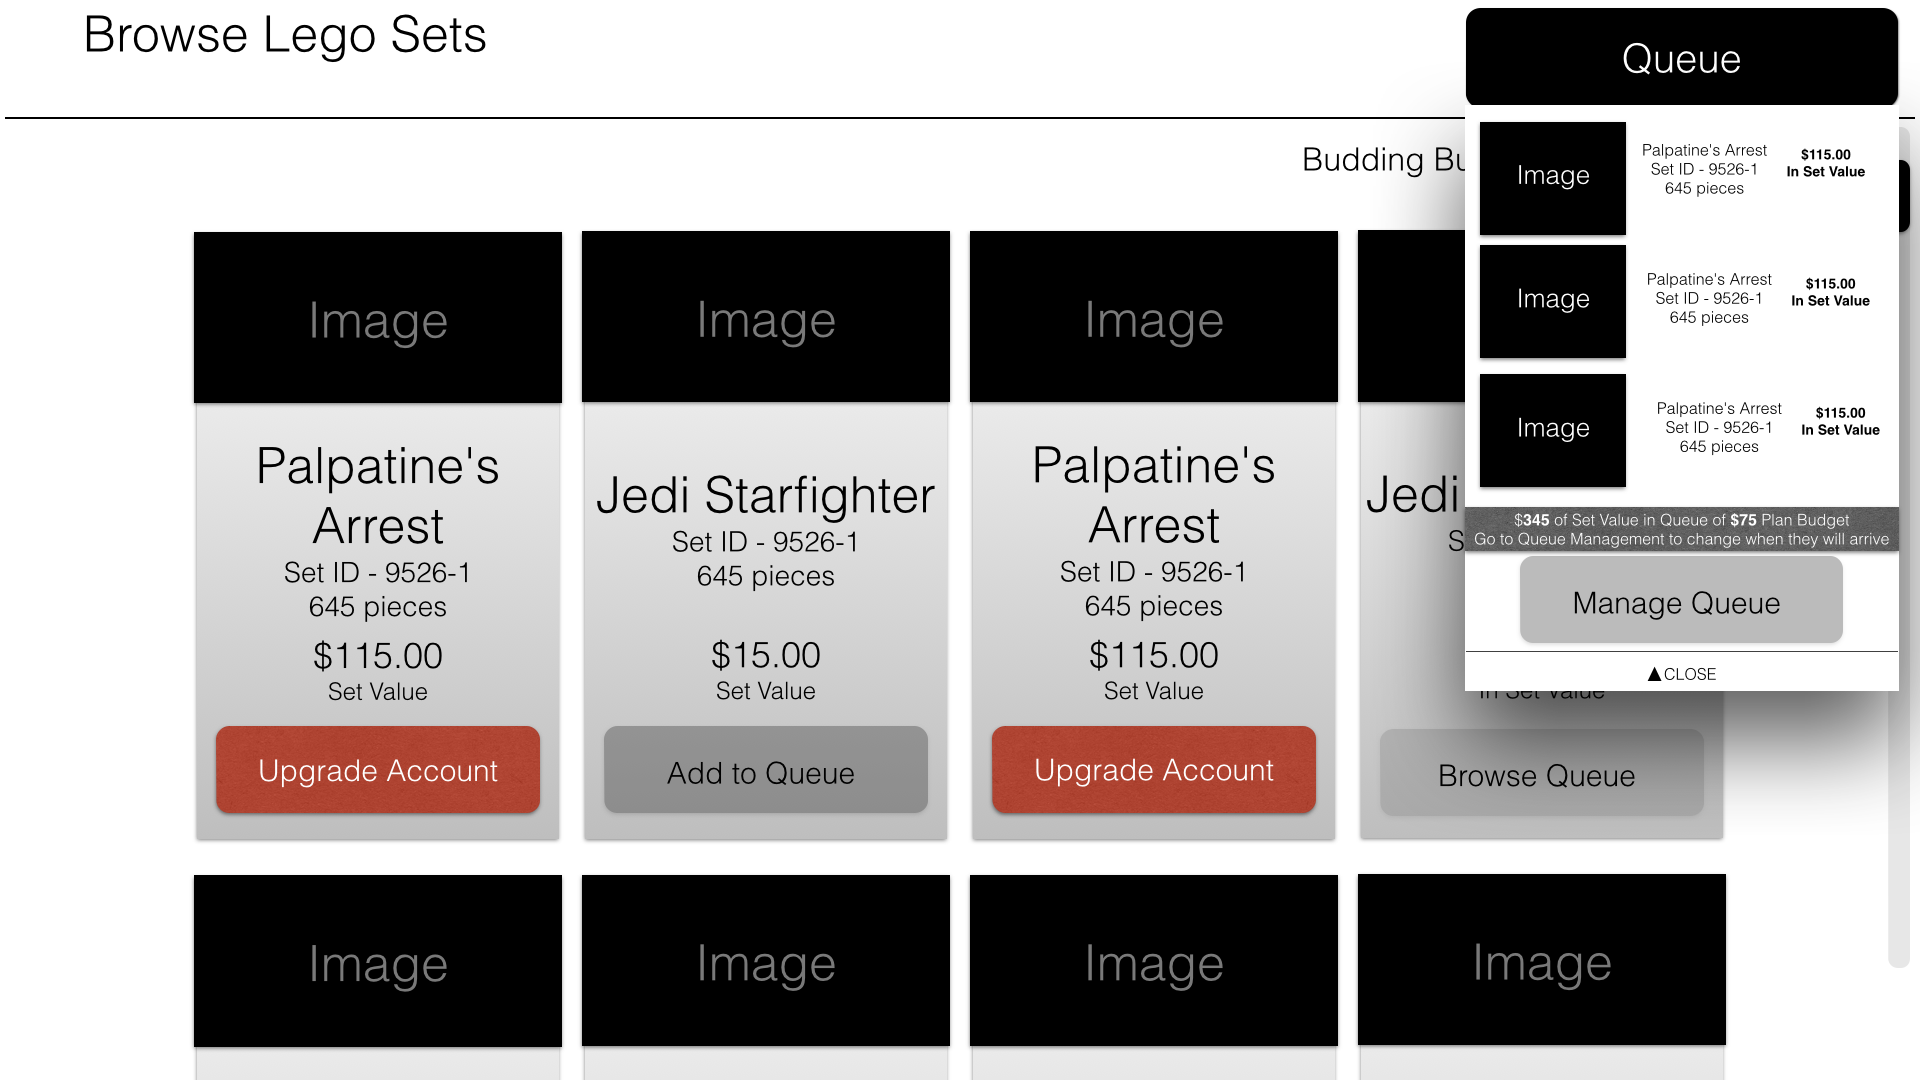 Browse Lego Sets
Budding Bu
Image
Palpatine's
Arrest
Set ID - 9526-1
645 pieces
$115.00
Set Value
Upgrade Account
Image
Jedi Starfighter
Set ID - 9526-1
645 pieces
$15.00
Set Value
Add to Queue
Image
Palpatine's
Arrest
Set ID - 9526-1
645 pieces
$115.00
Set Value
Upgrade Account
Jedi
S
In Set Value
Browse Queue
Image
Image
Image
Image
Queue
Image
Palpatine's Arrest
Set ID - 9526-1
645 pieces
$115.00
In Set Value
Image
Palpatine's Arrest
Set ID - 9526-1
645 pieces
$115.00
In Set Value
Image
Palpatine's Arrest
Set ID - 9526-1
645 pieces
$115.00
In Set Value
$345 of Set Value in Queue of $75 Plan Budget
Go to Queue Management to change when they will arrive
Manage Queue
▲CLOSE